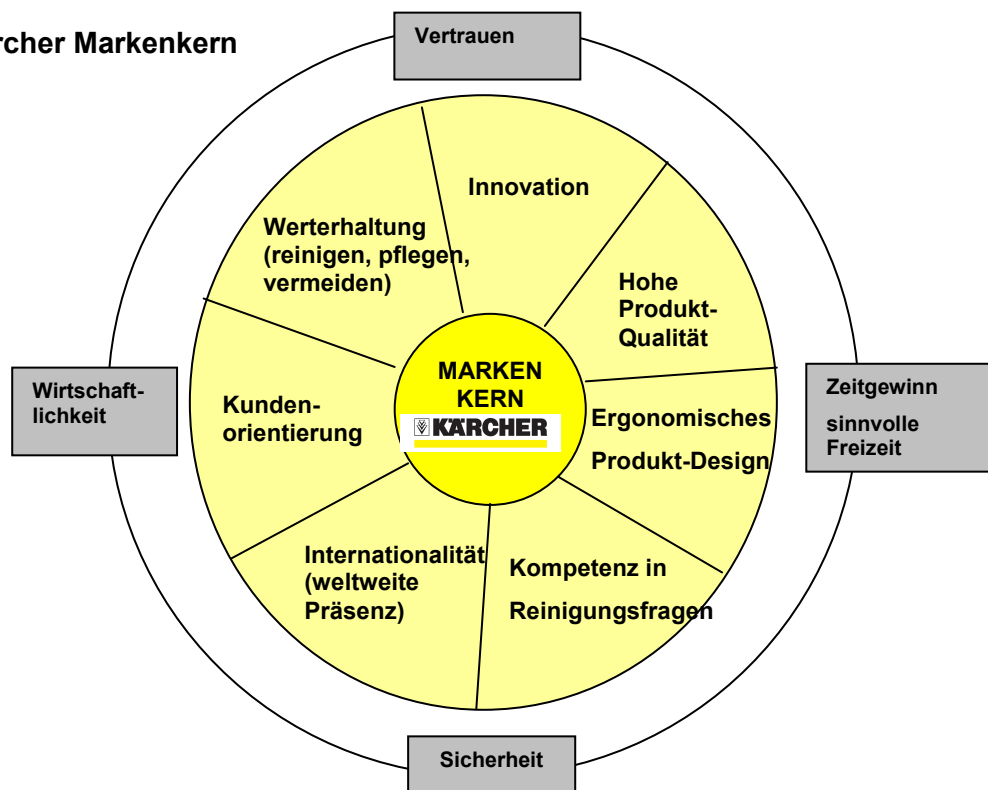 rcher Markenkern
Vertrauen
Innovation
Werterhaltung
(reinigen, pflegen,
vermeiden)
Hohe
Produkt-
Qualität
MARKEN
KERN
KÄRCHER
Wirtschaft-
lichkeit
Kunden-
orientierung
Ergonomisches
Produkt-Design
Zeitgewinn
sinnvolle
Freizeit
Internationalität
(weltweite
Präsenz)
Kompetenz in
Reinigungsfragen
Sicherheit